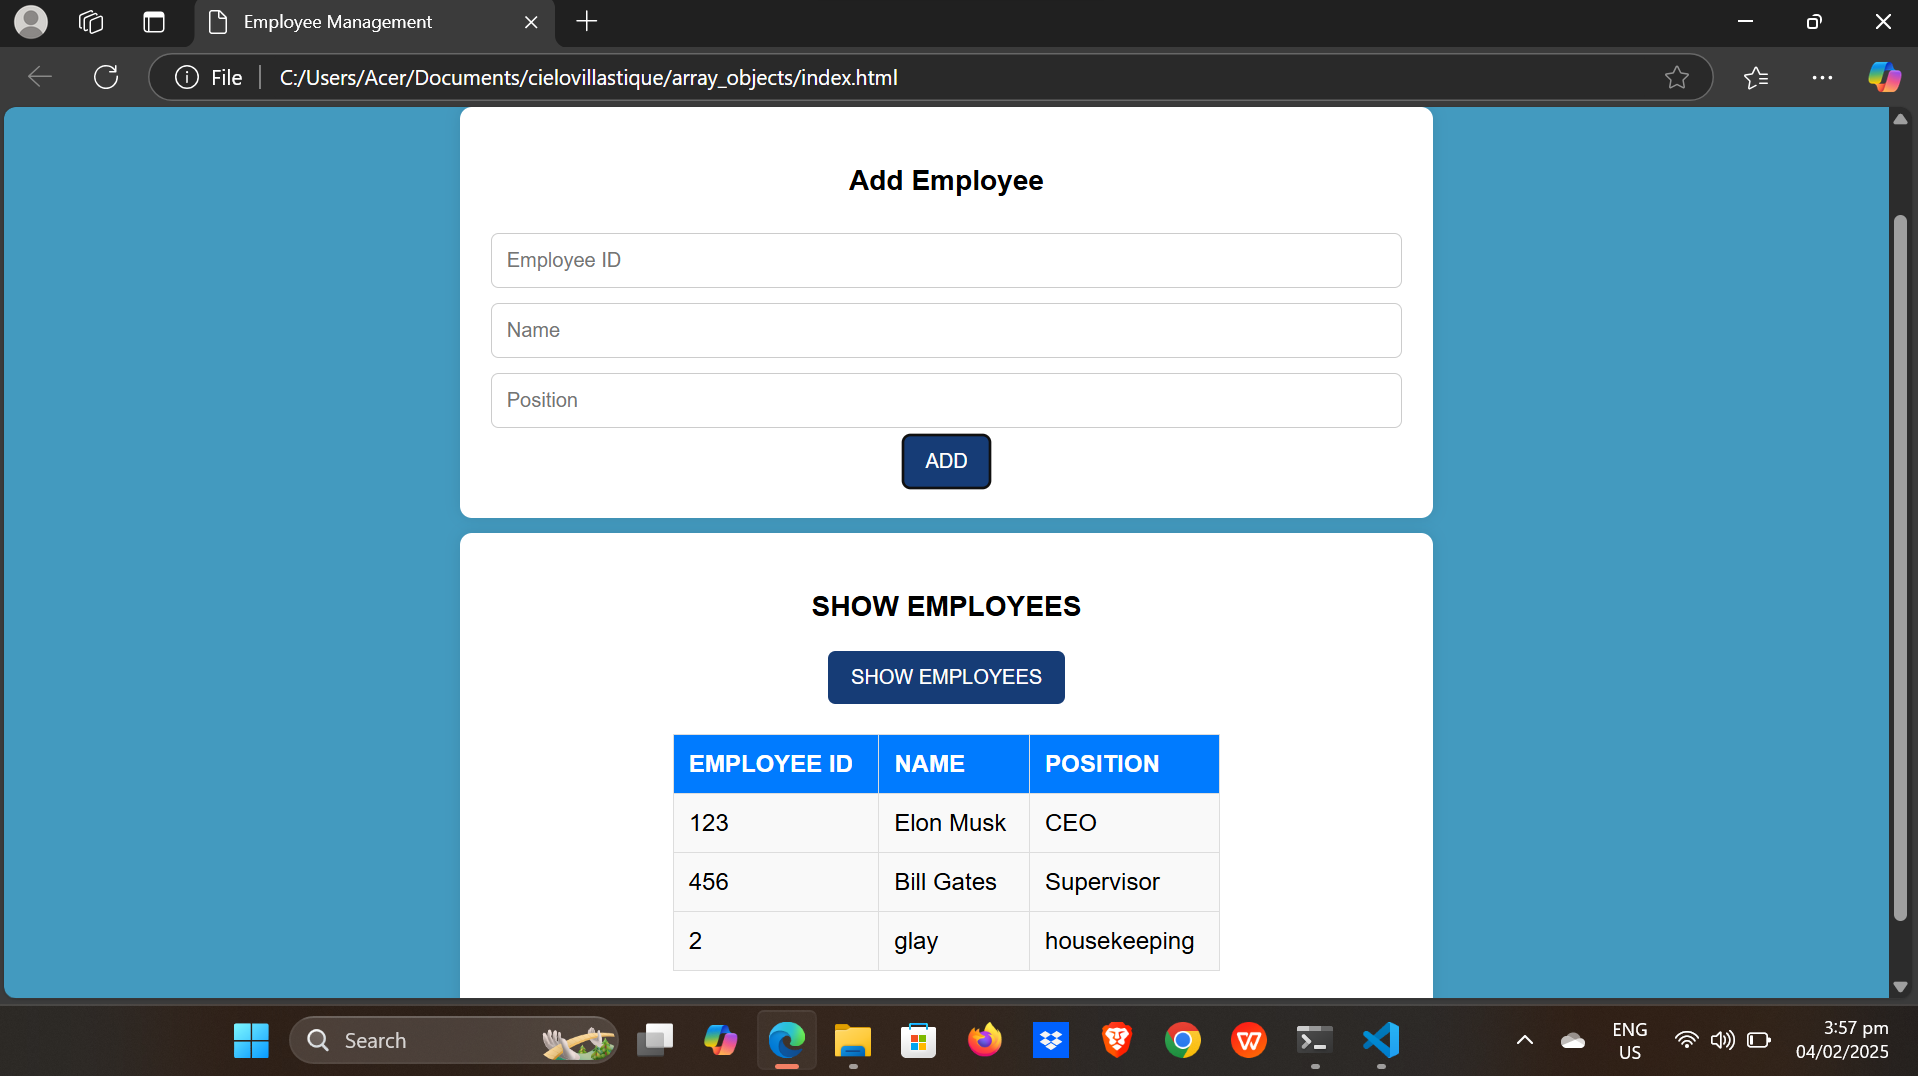 Employee Management
File
C:/Users/Acer/Documents/cielovillastique/array_objects/index.html
Add Employee
Employee ID
Name
Position
ADD
SHOW EMPLOYEES
SHOW EMPLOYEES
EMPLOYEE ID NAME POSITION
123 Elon Musk CEO
456 Bill Gates Supervisor
2 glay housekeeping
Search
ENG
US
3:57 pm
04/02/2025